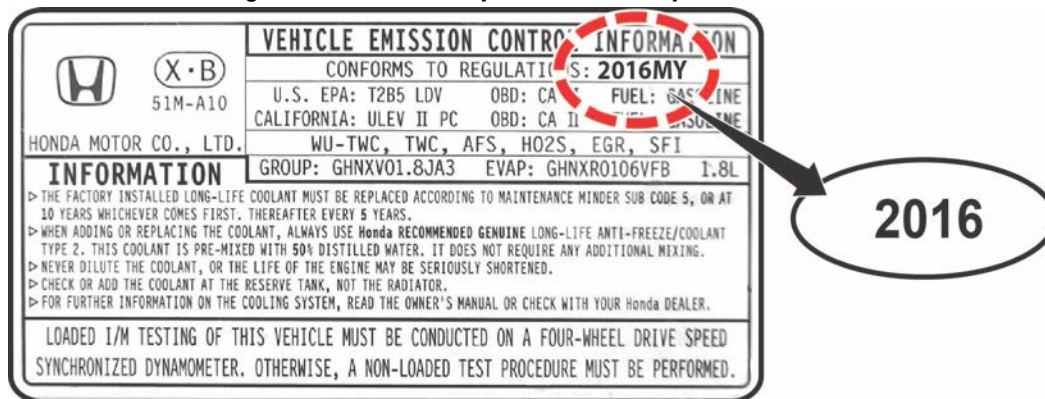 VEHICLE EMISSION CONTROL INFORMATION
X·B
51M-A10
HONDA MOTOR CO., LTD.
CONFORMS TO REGULATIONS: 2016MY
U.S. EPA: T2B5 LDV OBD: CA II FUEL: GASOLINE
CALIFORNIA: ULEV II PC OBD: CA II FUEL: GASOLINE
WU-TWC, TWC, AFS, HO2S, EGR, SFI
GROUP: GHNXV01.8JA3 EVAP: GHNXR0106VFB 1.8L
INFORMATION
▷ THE FACTORY INSTALLED LONG-LIFE COOLANT MUST BE REPLACED ACCORDING TO MAINTENANCE MINDER SUB CODE 5, OR AT
10 YEARS WHICHEVER COMES FIRST. THEREAFTER EVERY 5 YEARS.
▷ WHEN ADDING OR REPLACING THE COOLANT, ALWAYS USE Honda RECOMMENDED GENUINE LONG-LIFE ANTI-FREEZE/COOLANT
TYPE 2. THIS COOLANT IS PRE-MIXED WITH 50% DISTILLED WATER. IT DOES NOT REQUIRE ANY ADDITIONAL MIXING.
▷ NEVER DILUTE THE COOLANT, OR THE LIFE OF THE ENGINE MAY BE SERIOUSLY SHORTENED.
▷ CHECK OR ADD THE COOLANT AT THE RESERVE TANK, NOT THE RADIATOR.
▷ FOR FURTHER INFORMATION ON THE COOLING SYSTEM, READ THE OWNER'S MANUAL OR CHECK WITH YOUR Honda DEALER.
LOADED I/M TESTING OF THIS VEHICLE MUST BE CONDUCTED ON A FOUR-WHEEL DRIVE SPEED
SYNCHRONIZED DYNAMOMETER. OTHERWISE, A NON-LOADED TEST PROCEDURE MUST BE PERFORMED.
2016